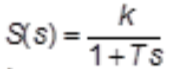 S(s) = k / (1 + Ts)